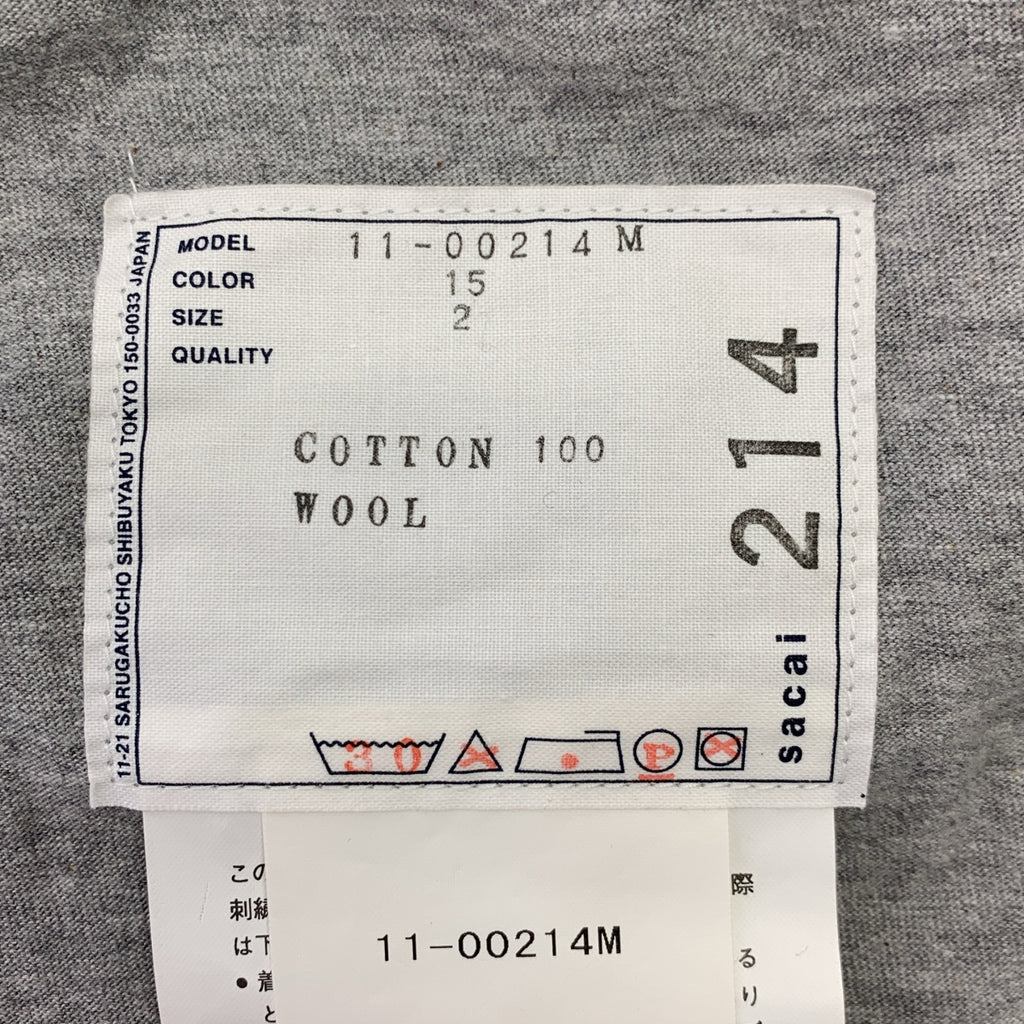 MODEL 11-00214 M
COLOR 15
SIZE 2
QUALITY
COTTON 100
WOOL
214
sacai
11-21 SARUGAKUCHO SHIBUYAKU TOKYO 150-0033 JAPAN
30 X P X
この
際
刺繍
は下
る
● 着
り
と
11-00214M